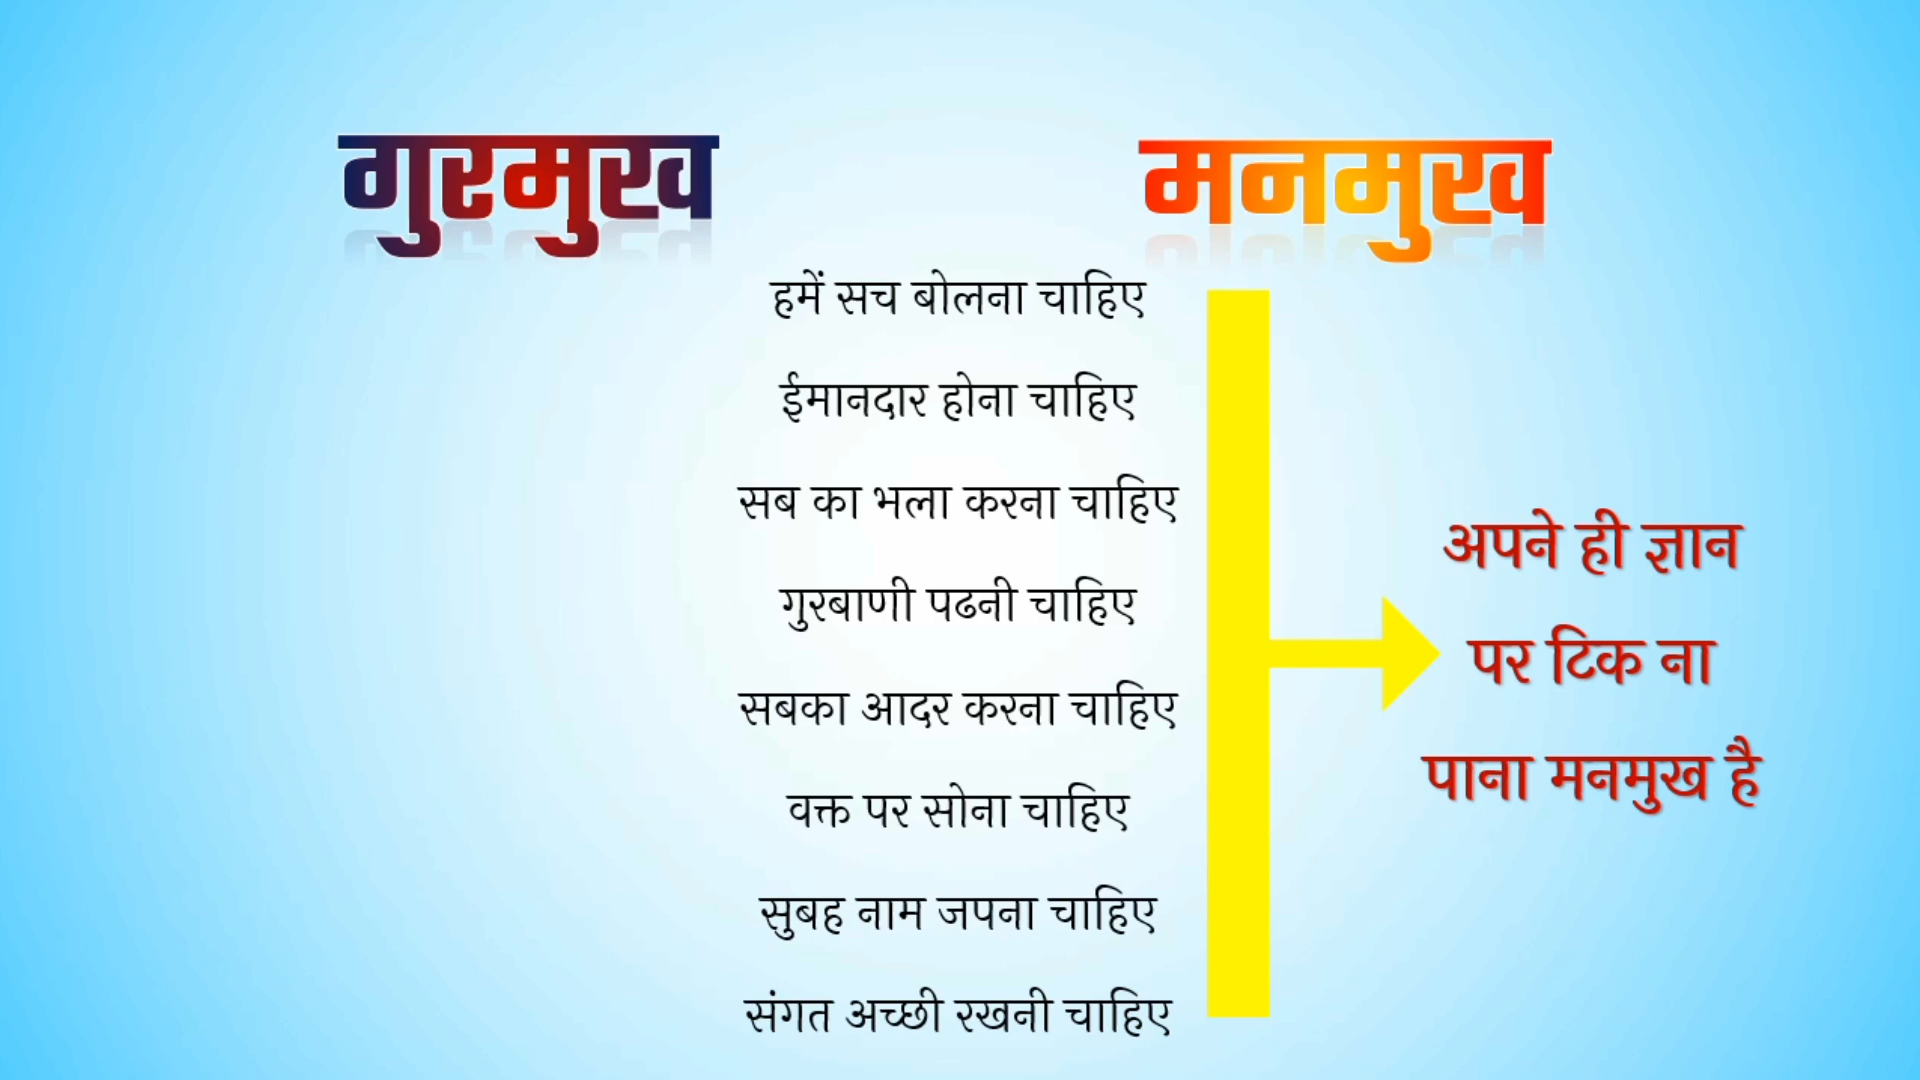 गुरमुख
मनमुख
हमें सच बोलना चाहिए
ईमानदार होना चाहिए
सब का भला करना चाहिए
गुरबाणी पढनी चाहिए
सबका आदर करना चाहिए
वक्त पर सोना चाहिए
सुबह नाम जपना चाहिए
संगत अच्छी रखनी चाहिए
अपने ही ज्ञान
पर टिक ना
पाना मनमुख है